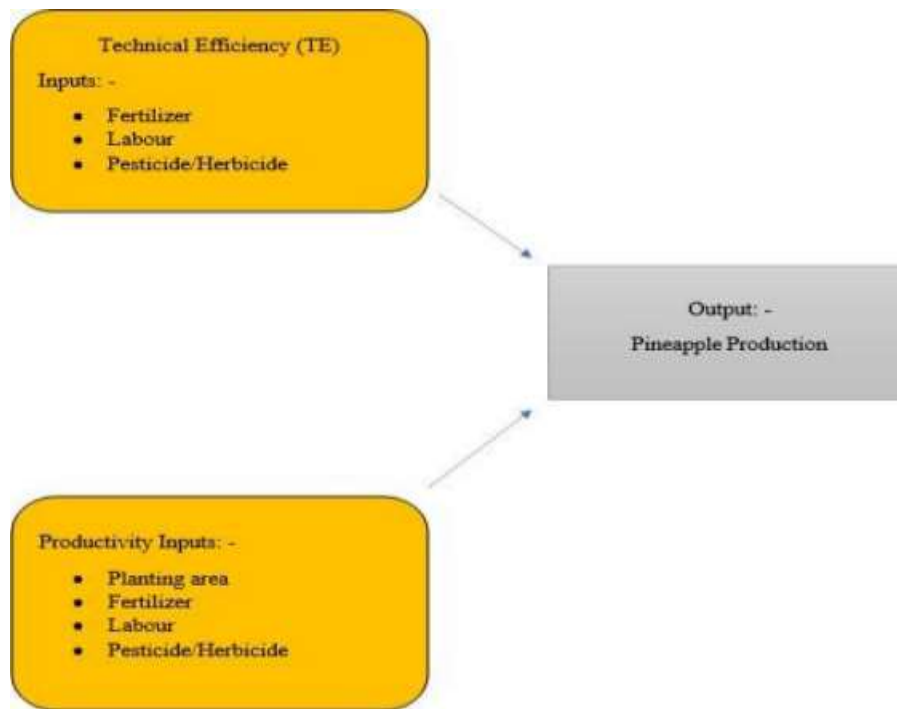 Technical Efficiency (TE)
Inputs: -
• Fertilizer
• Labour
• Pesticide/Herbicide
Output: -
Pineapple Production
Productivity Inputs: -
• Planting area
• Fertilizer
• Labour
• Pesticide/Herbicide